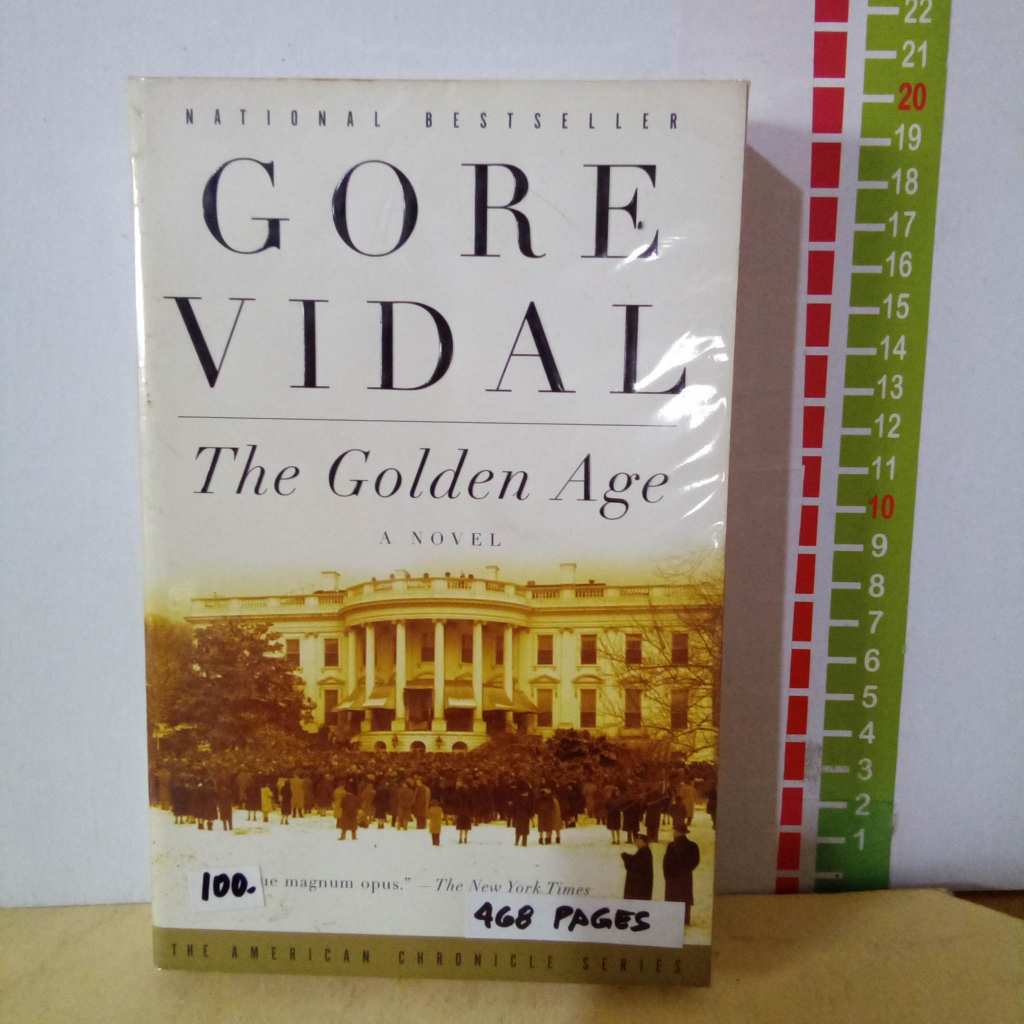 NATIONAL BESTSELLER
GORE
VIDAL
The Golden Age
A NOVEL
magnum opus." —The New York Times
100.
468 PAGES
THE AMERICAN CHRONICLE SERIES
22
21
20
19
18
17
16
15
14
13
12
11
10
9
8
7
6
5
4
3
2
1